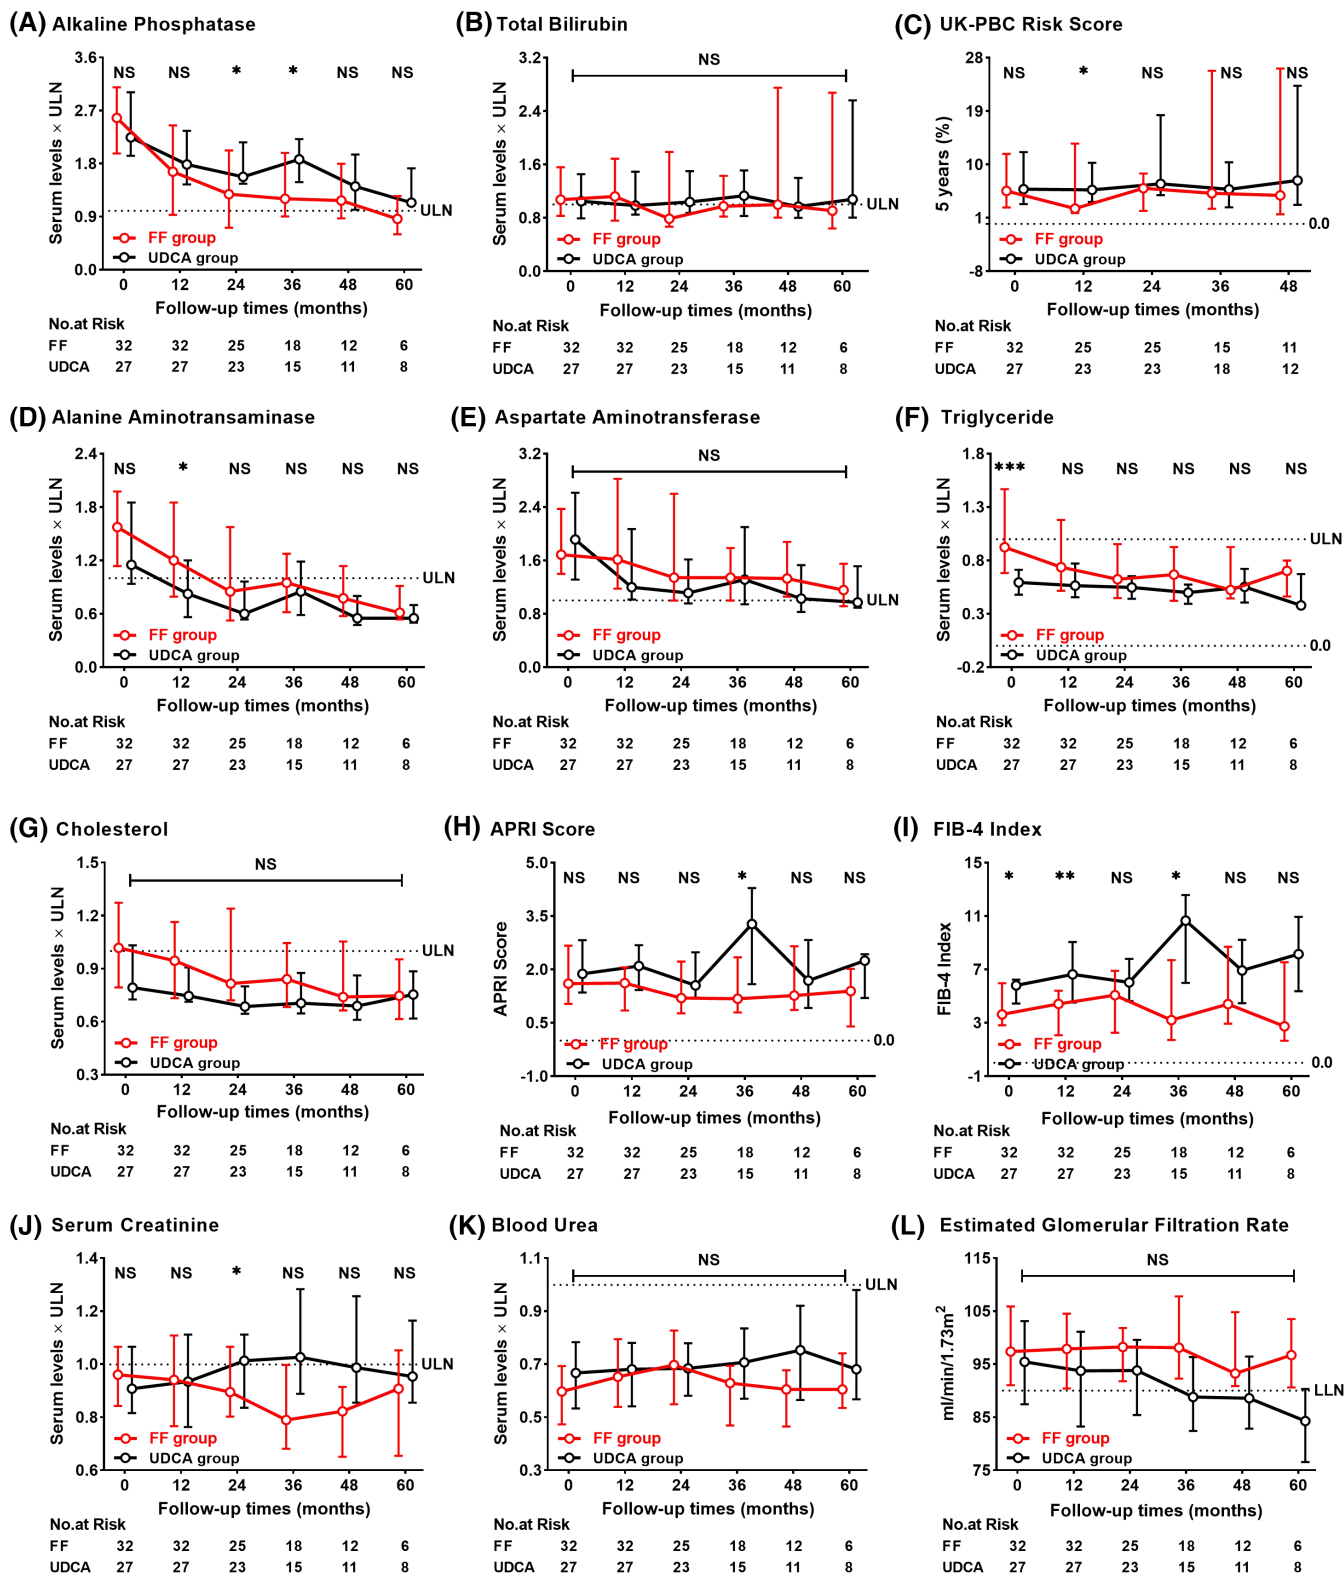 (A) Alkaline Phosphatase
3.6
2.7
1.8
0.9
0.0
Serum levels × ULN
NS NS * * NS NS
ULN
FF group
UDCA group
0 12 24 36 48 60
Follow-up times (months)
No.at Risk
FF 32 32 25 18 12 6
UDCA 27 27 23 15 11 8
(B) Total Bilirubin
3.2
2.4
1.6
0.8
0.0
Serum levels × ULN
NS
ULN
FF group
UDCA group
0 12 24 36 48 60
Follow-up times (months)
No.at Risk
FF 32 32 25 18 12 6
UDCA 27 27 23 15 11 8
(C) UK-PBC Risk Score
28
19
10
1
-8
5 years (%)
NS * NS NS NS
0.0
FF group
UDCA group
0 12 24 36 48
Follow-up times (months)
No.at Risk
FF 32 25 25 15 11
UDCA 27 23 23 18 12
(D) Alanine Aminotransaminase
2.4
1.8
1.2
0.6
0.0
Serum levels × ULN
NS * NS NS NS NS
ULN
FF group
UDCA group
0 12 24 36 48 60
Follow-up times (months)
No.at Risk
FF 32 32 25 18 12 6
UDCA 27 27 23 15 11 8
(E) Aspartate Aminotransferase
3.2
2.4
1.6
0.8
0.0
Serum levels × ULN
NS
ULN
FF group
UDCA group
0 12 24 36 48 60
Follow-up times (months)
No.at Risk
FF 32 32 25 18 12 6
UDCA 27 27 23 15 11 8
(F) Triglyceride
1.8
1.3
0.8
0.3
-0.2
Serum levels × ULN
*** NS NS NS NS NS
ULN
0.0
FF group
UDCA group
0 12 24 36 48 60
Follow-up times (months)
No.at Risk
FF 32 32 25 18 12 6
UDCA 27 27 23 15 11 8
(G) Cholesterol
1.5
1.2
0.9
0.6
0.3
Serum levels × ULN
NS
ULN
FF group
UDCA group
0 12 24 36 48 60
Follow-up times (months)
No.at Risk
FF 32 32 25 18 12 6
UDCA 27 27 23 15 11 8
(H) APRI Score
5.0
3.5
2.0
0.5
-1.0
APRI Score
NS NS NS * NS NS
0.0
FF group
UDCA group
0 12 24 36 48 60
Follow-up times (months)
No.at Risk
FF 32 32 25 18 12 6
UDCA 27 27 23 15 11 8
(I) FIB-4 Index
15
11
7
3
-1
FIB-4 Index
* ** NS * NS NS
0.0
FF group
UDCA group
0 12 24 36 48 60
Follow-up times (months)
No.at Risk
FF 32 32 25 18 12 6
UDCA 27 27 23 15 11 8
(J) Serum Creatinine
1.4
1.2
1.0
0.8
0.6
Serum levels × ULN
NS NS * NS NS NS
ULN
FF group
UDCA group
0 12 24 36 48 60
Follow-up times (months)
No.at Risk
FF 32 32 25 18 12 6
UDCA 27 27 23 15 11 8
(K) Blood Urea
1.1
0.9
0.7
0.5
0.3
Serum levels × ULN
NS
ULN
FF group
UDCA group
0 12 24 36 48 60
Follow-up times (months)
No.at Risk
FF 32 32 25 18 12 6
UDCA 27 27 23 15 11 8
(L) Estimated Glomerular Filtration Rate
115
105
95
85
75
ml/min/1.73m²
NS
LLN
FF group
UDCA group
0 12 24 36 48 60
Follow-up times (months)
No.at Risk
FF 32 32 25 18 12 6
UDCA 27 27 23 15 11 8